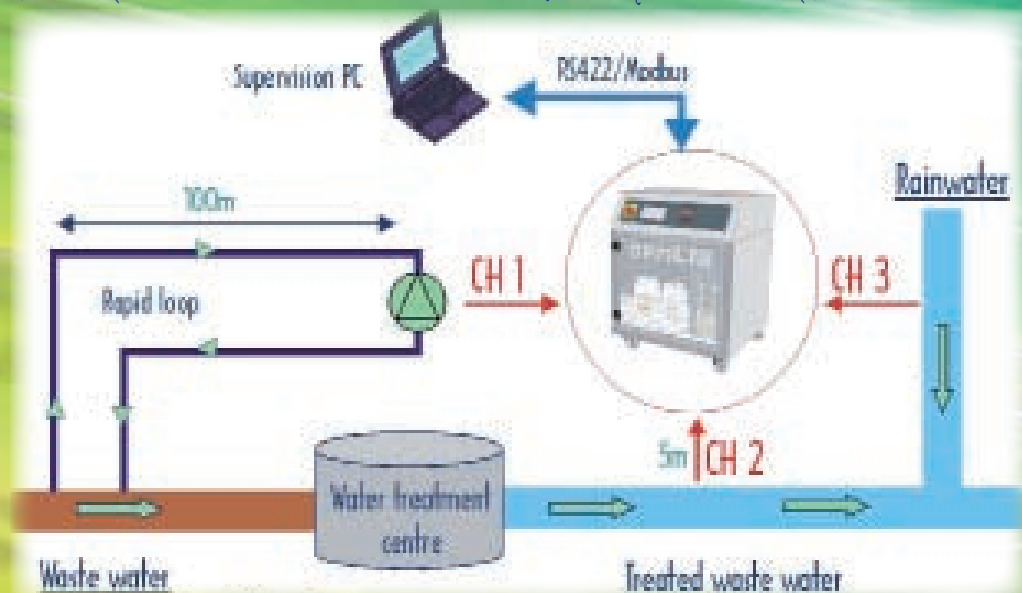 Supervision PC
RS422/Modbus
Rainwater
100m
Rapid loop
CH 1
CH 3
5m
CH 2
Water treatment
centre
Waste water
Treated waste water